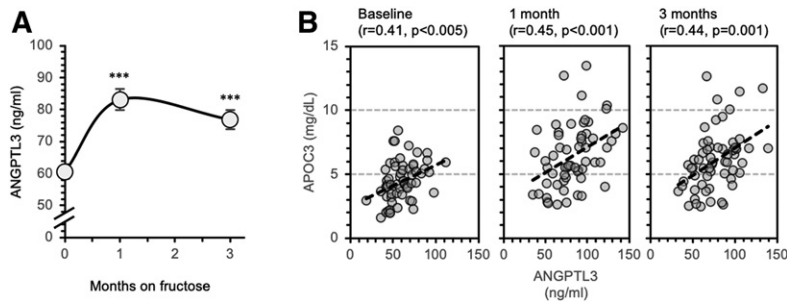 A
ANGPTL3 (ng/ml)
100
90
80
70
60
50
0
***
***
0
1
2
3
Months on fructose
B
Baseline
(r=0.41, p<0.005)
1 month
(r=0.45, p<0.001)
3 months
(r=0.44, p=0.001)
APOC3 (mg/dL)
15
10
5
0
0 50 100 150
0 50 100 150
0 50 100 150
ANGPTL3
(ng/ml)